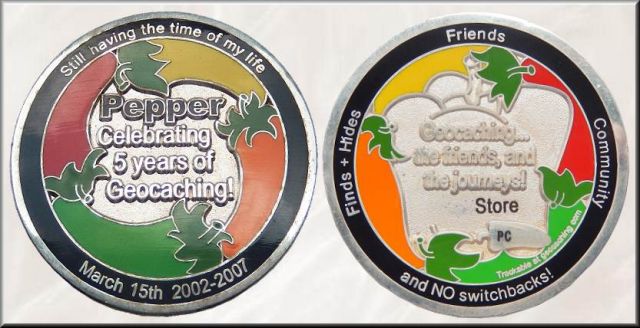 Still having the time of my life
Pepper
Celebrating
5 years of
Geocaching!
March 15th 2002-2007
Friends
Finds + Hides
Community
Geocaching...
the friends, and
the journeys!
Store
PC
Trackable at geocaching.com
and NO switchbacks!